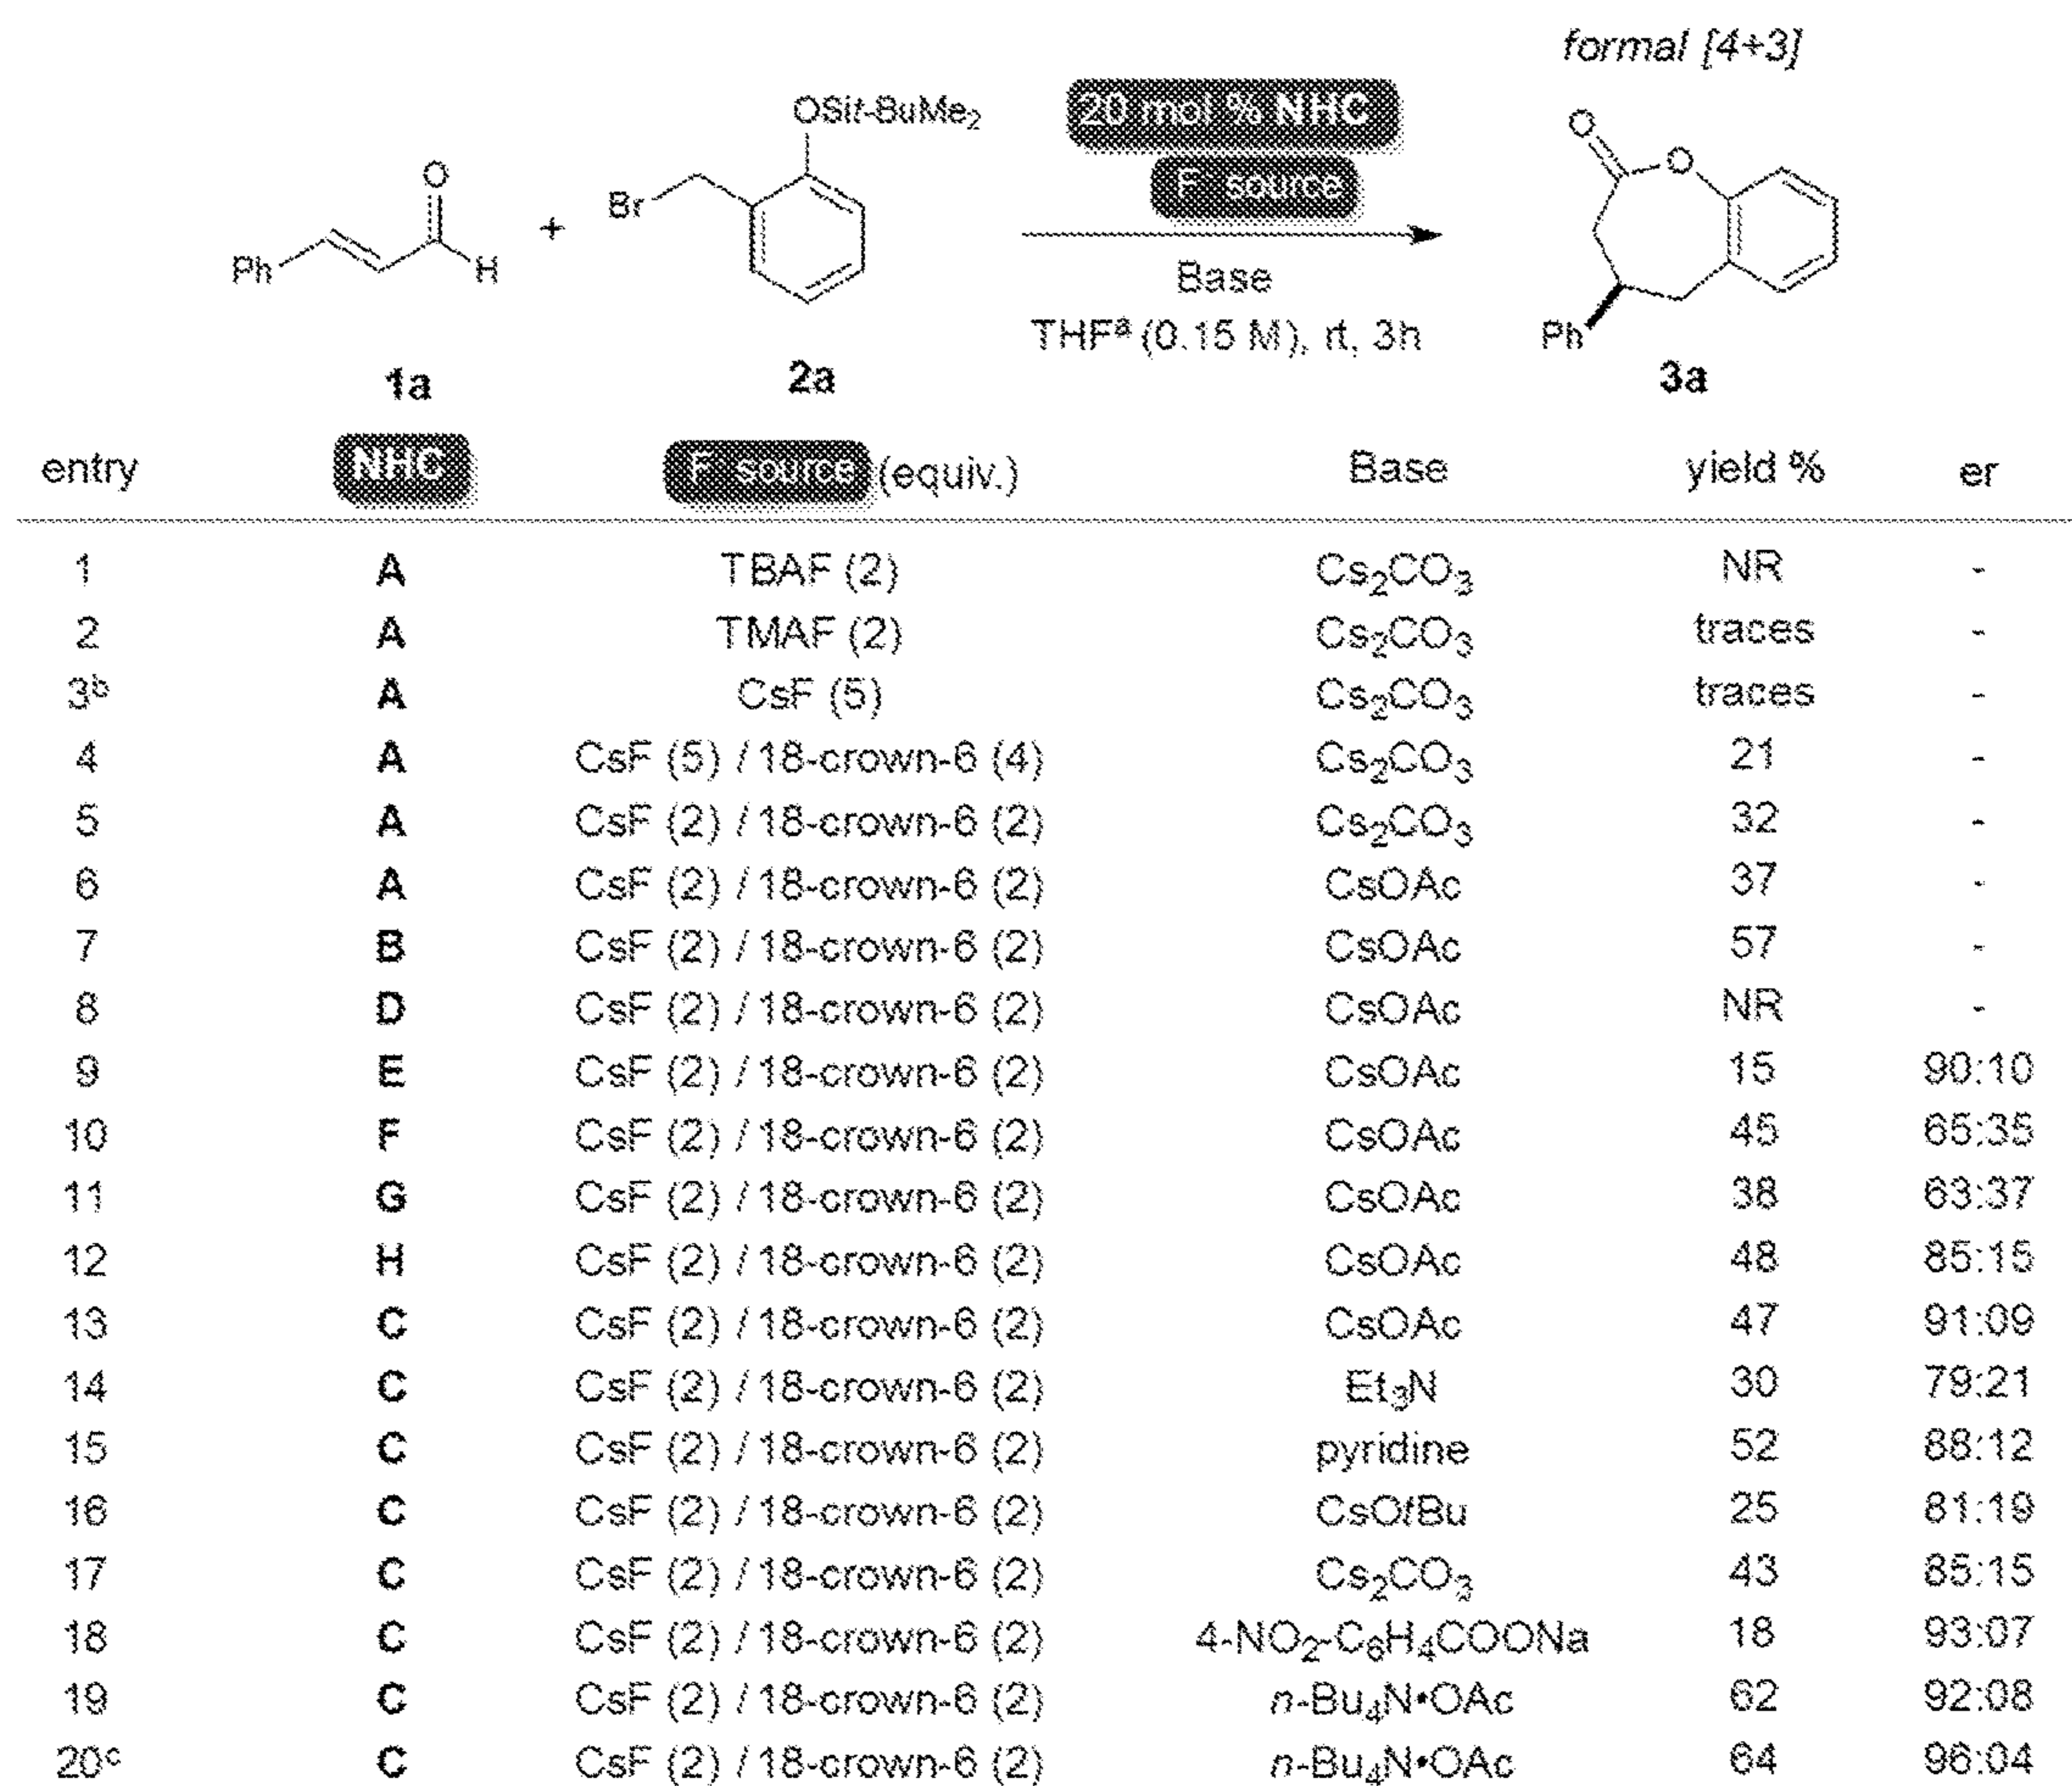 formal [4+3]
OSit-BuMe2
20 mol % NHC
F- source
Base
THFa (0.15 M), rt, 3h
Ph
O
H
+
Br
O
O
Ph
1a
2a
3a
entry NHC F- source (equiv.) Base yield % er
1 A TBAF (2) Cs2CO3 NR -
2 A TMAF (2) Cs2CO3 traces -
3b A CsF (5) Cs2CO3 traces -
4 A CsF (5) / 18-crown-6 (4) Cs2CO3 21 -
5 A CsF (2) / 18-crown-6 (2) Cs2CO3 32 -
6 A CsF (2) / 18-crown-6 (2) CsOAc 37 -
7 B CsF (2) / 18-crown-6 (2) CsOAc 57 -
8 D CsF (2) / 18-crown-6 (2) CsOAc NR -
9 E CsF (2) / 18-crown-6 (2) CsOAc 15 90:10
10 F CsF (2) / 18-crown-6 (2) CsOAc 45 65:35
11 G CsF (2) / 18-crown-6 (2) CsOAc 38 63:37
12 H CsF (2) / 18-crown-6 (2) CsOAc 48 85:15
13 C CsF (2) / 18-crown-6 (2) CsOAc 47 91:09
14 C CsF (2) / 18-crown-6 (2) Et3N 30 79:21
15 C CsF (2) / 18-crown-6 (2) pyridine 52 88:12
16 C CsF (2) / 18-crown-6 (2) CsOtBu 25 81:19
17 C CsF (2) / 18-crown-6 (2) Cs2CO3 43 85:15
18 C CsF (2) / 18-crown-6 (2) 4-NO2-C6H4COONa 18 93:07
19 C CsF (2) / 18-crown-6 (2) n-Bu4N•OAc 62 92:08
20c C CsF (2) / 18-crown-6 (2) n-Bu4N•OAc 64 96:04